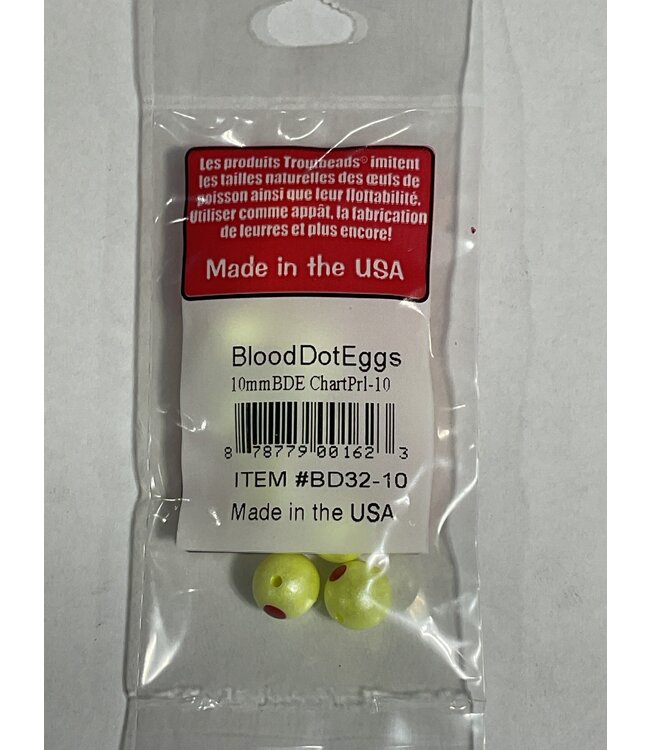 Les produits Troutbeads® imitent
les tailles naturelles des œufs de
poisson ainsi que leur flottabilité.
Utiliser comme appât, la fabrication
de leurres et plus encore!
Made in the USA
BloodDotEggs
10mmBDE ChartPrl-10
8 78779 00162 3
ITEM #BD32-10
Made in the USA